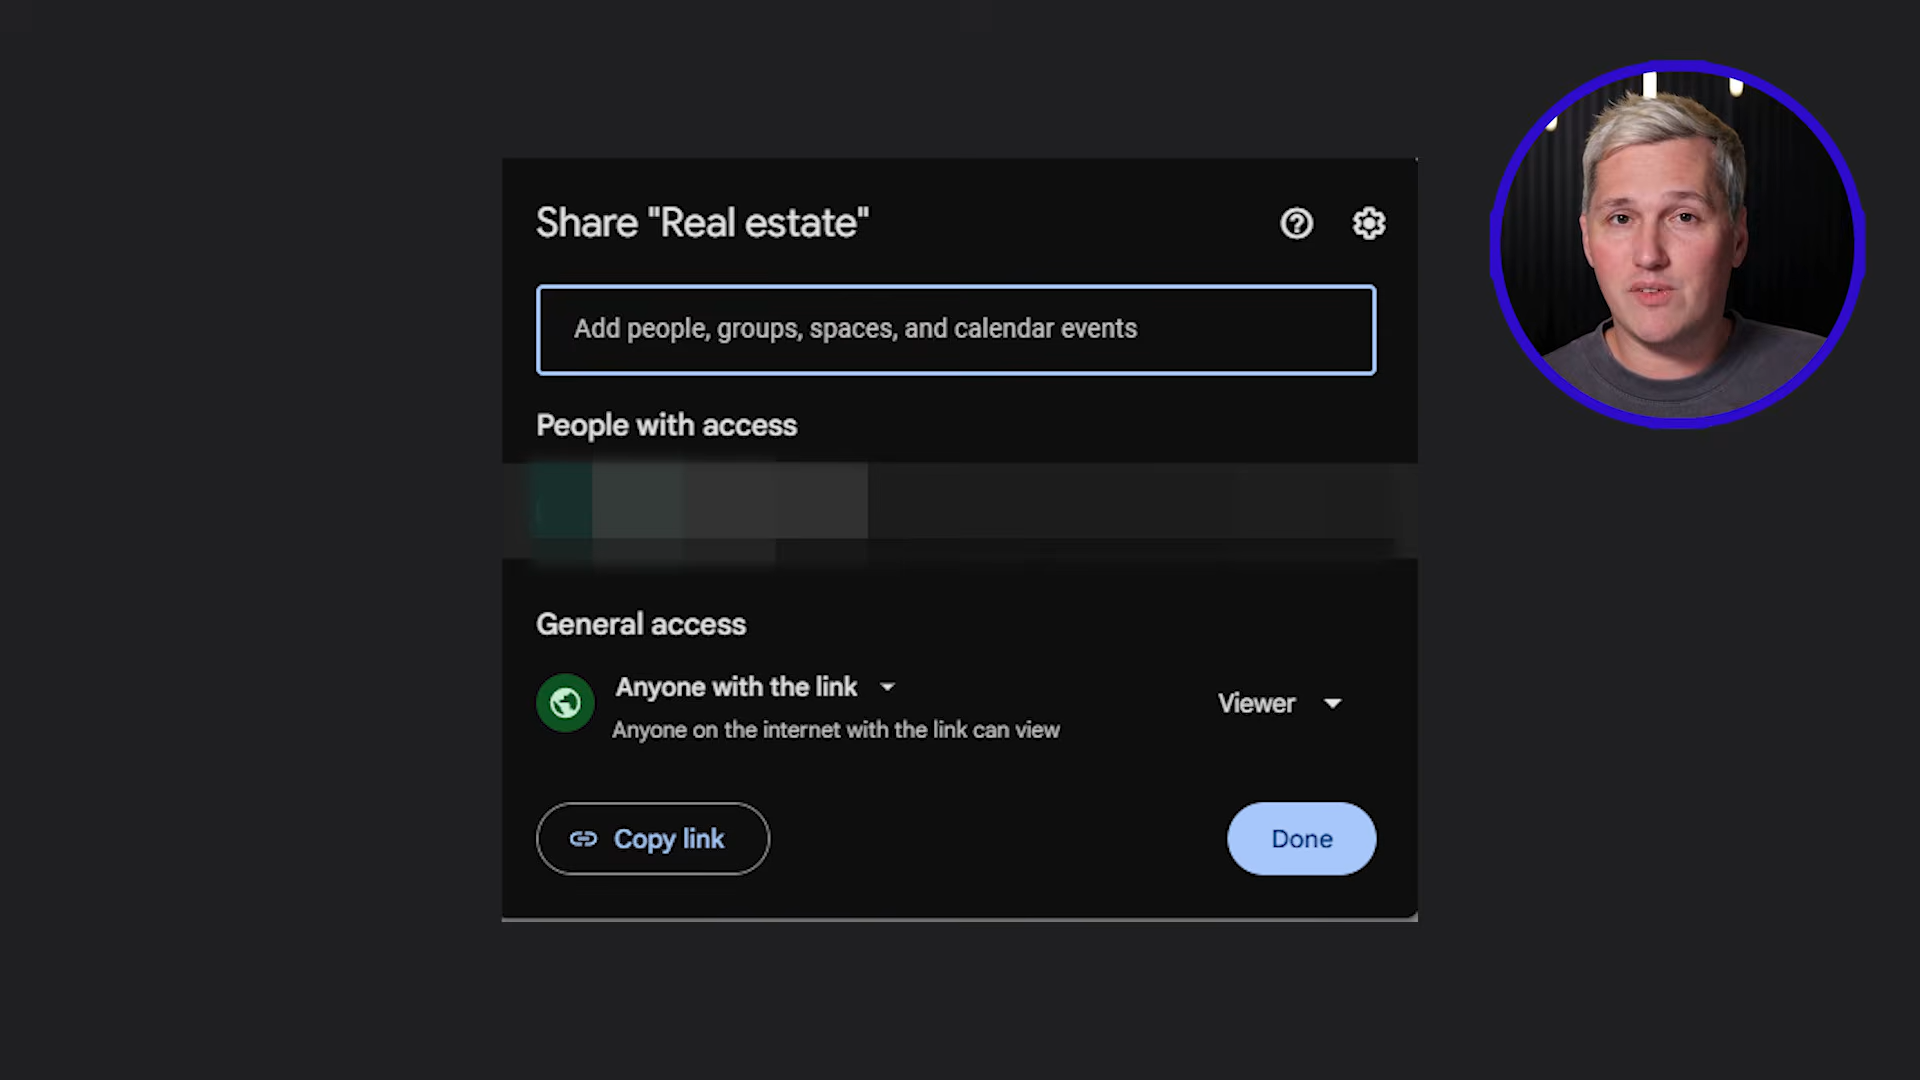 Share "Real estate"
Add people, groups, spaces, and calendar events
People with access
General access
Anyone with the link
Anyone on the internet with the link can view
Viewer
Copy link
Done